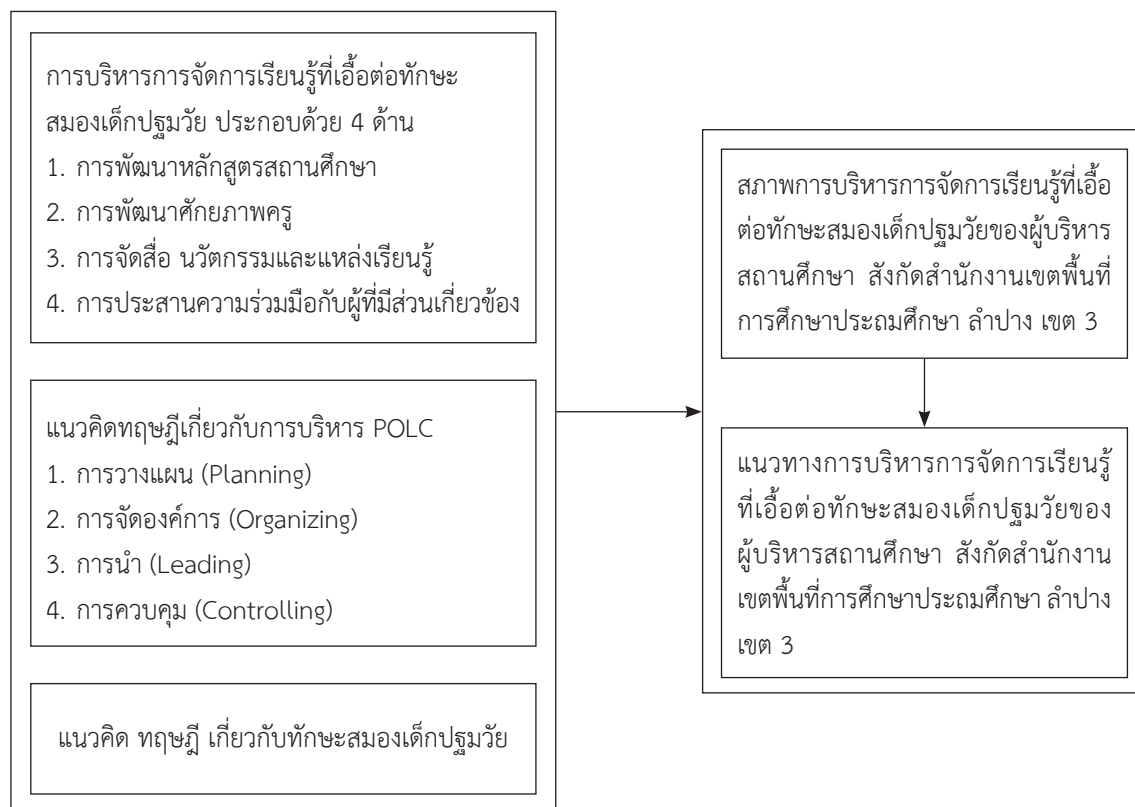 การบริหารการจัดการเรียนรู้ที่เอื้อต่อทักษะ
สมองเด็กปฐมวัย ประกอบด้วย 4 ด้าน
1. การพัฒนาหลักสูตรสถานศึกษา
2. การพัฒนาศักยภาพครู
3. การจัดสื่อ นวัตกรรมและแหล่งเรียนรู้
4. การประสานความร่วมมือกับผู้ที่มีส่วนเกี่ยวข้อง
แนวคิดทฤษฎีเกี่ยวกับการบริหาร POLC
1. การวางแผน (Planning)
2. การจัดองค์การ (Organizing)
3. การนำ (Leading)
4. การควบคุม (Controlling)
แนวคิด ทฤษฎี เกี่ยวกับทักษะสมองเด็กปฐมวัย
สภาพการบริหารการจัดการเรียนรู้ที่เอื้อ
ต่อทักษะสมองเด็กปฐมวัยของผู้บริหาร
สถานศึกษา สังกัดสำนักงานเขตพื้นที่
การศึกษาประถมศึกษา ลำปาง เขต 3
แนวทางการบริหารการจัดการเรียนรู้
ที่เอื้อต่อทักษะสมองเด็กปฐมวัยของ
ผู้บริหารสถานศึกษา สังกัดสำนักงาน
เขตพื้นที่การศึกษาประถมศึกษา ลำปาง
เขต 3